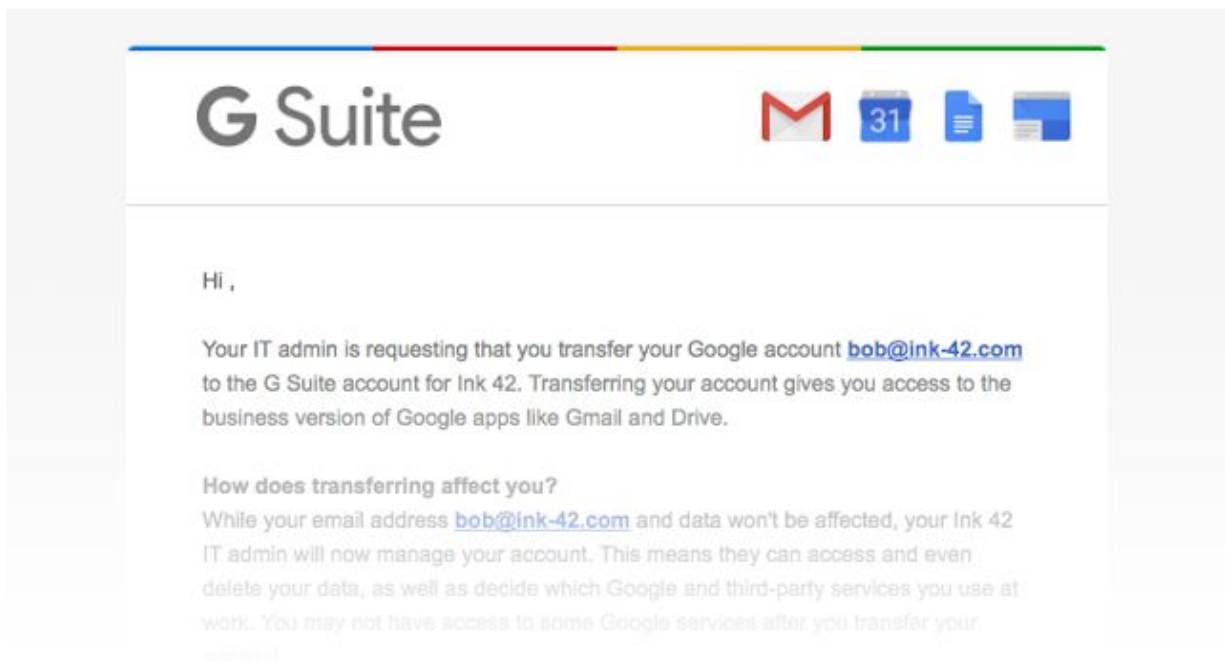 G Suite
31
Hi ,
Your IT admin is requesting that you transfer your Google account bob@ink-42.com
to the G Suite account for Ink 42. Transferring your account gives you access to the
business version of Google apps like Gmail and Drive.
How does transferring affect you?
While your email address bob@ink-42.com and data won't be affected, your Ink 42
IT admin will now manage your account. This means they can access and even
delete your data, as well as decide which Google and third-party services you use at
work. You may not have access to some Google services after you transfer your